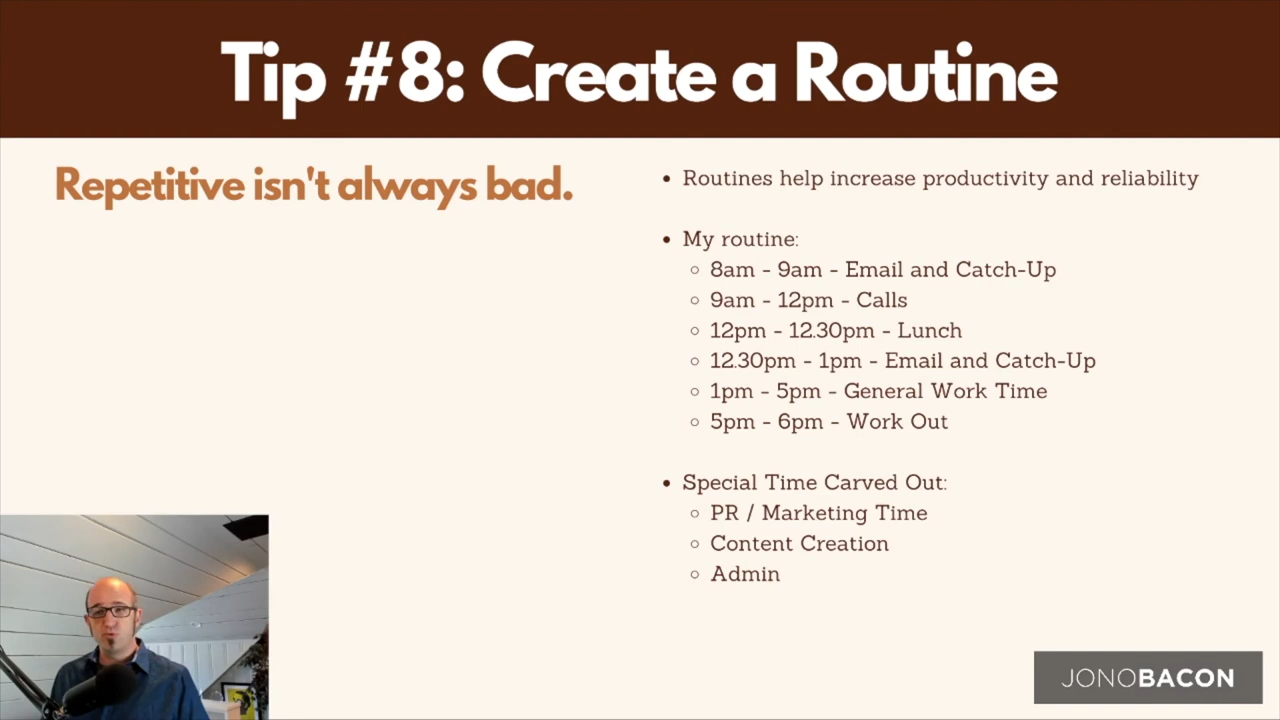 Tip #8: Create a Routine
Repetitive isn't always bad.
• Routines help increase productivity and reliability
• My routine:
○ 8am - 9am - Email and Catch-Up
○ 9am - 12pm - Calls
○ 12pm - 12.30pm - Lunch
○ 12.30pm - 1pm - Email and Catch-Up
○ 1pm - 5pm - General Work Time
○ 5pm - 6pm - Work Out
• Special Time Carved Out:
○ PR / Marketing Time
○ Content Creation
○ Admin
JONOBACON